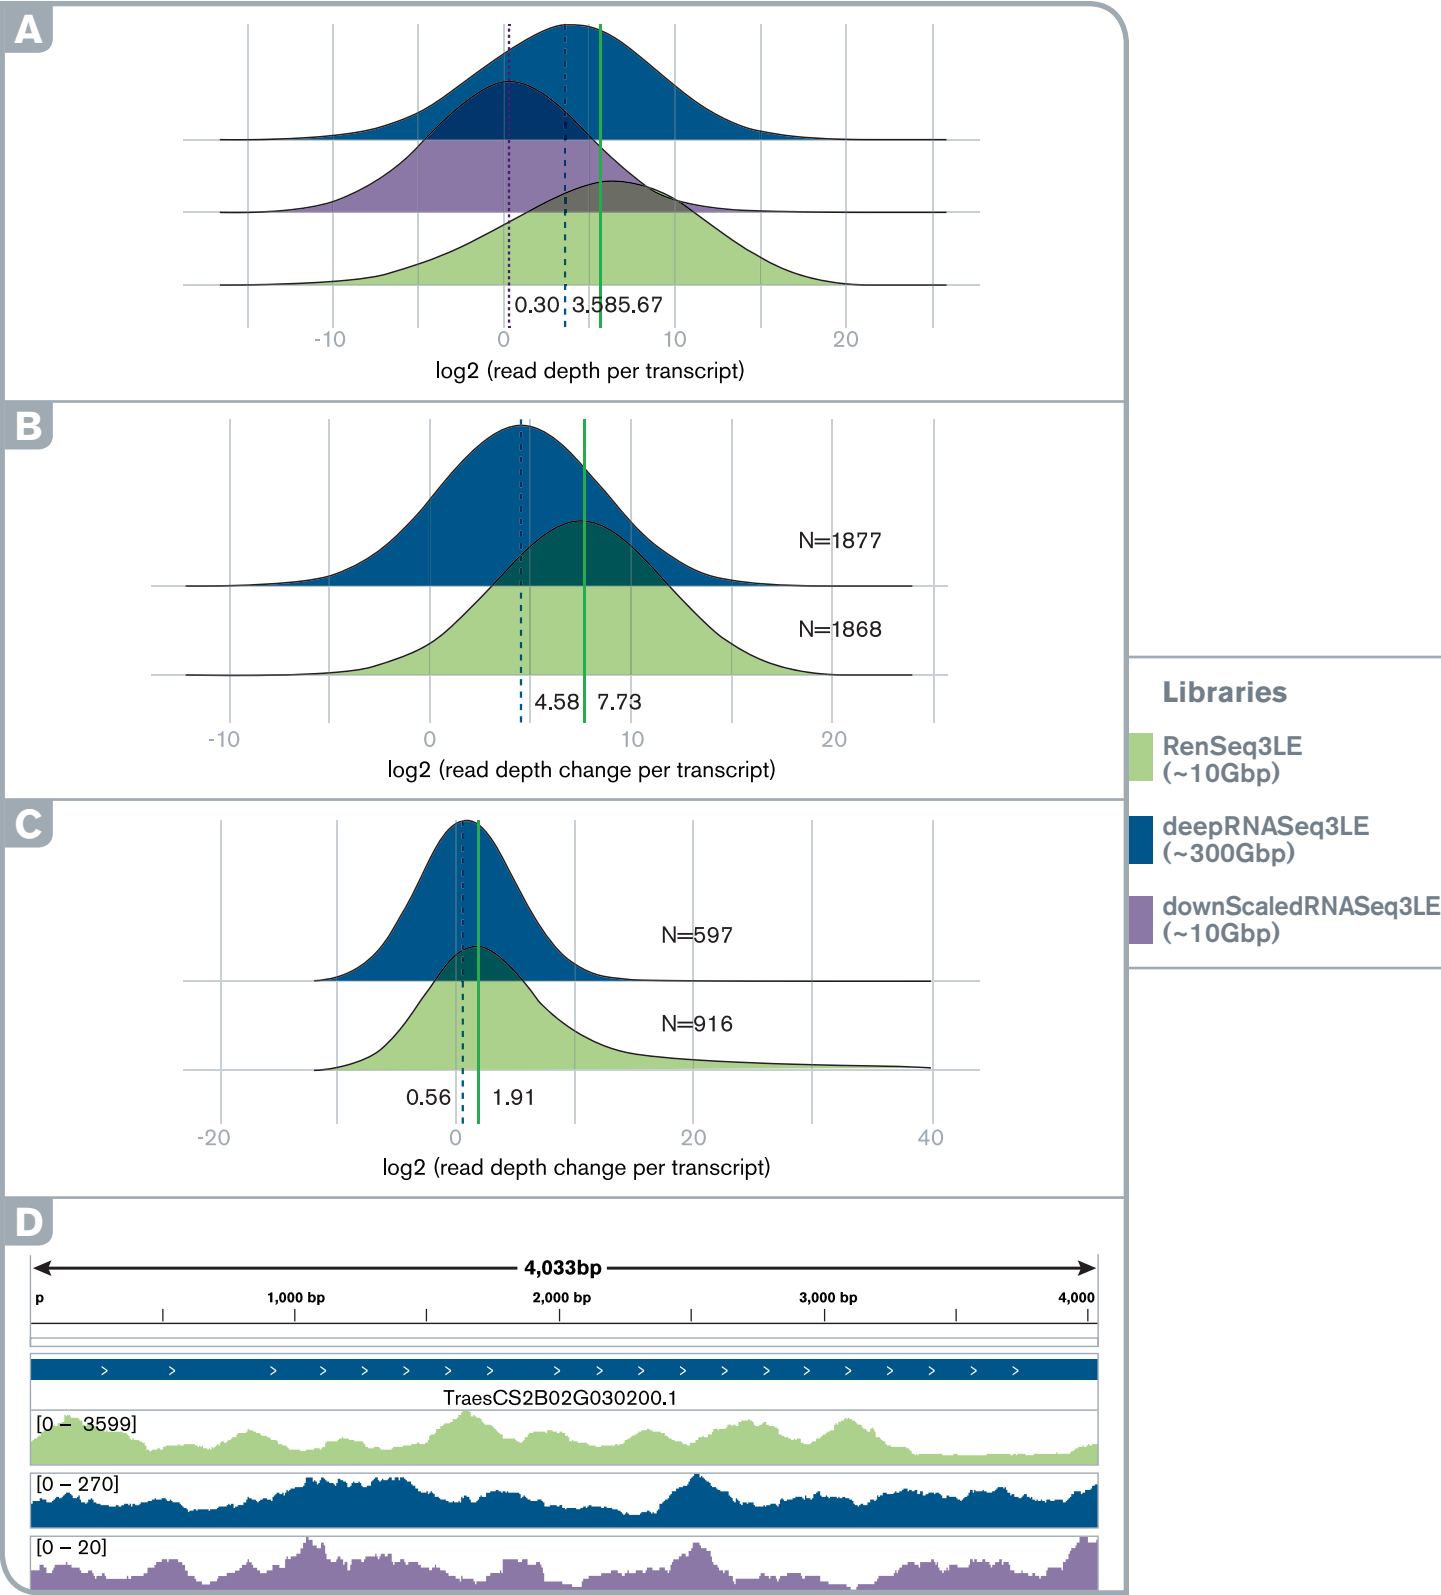 A
0.30 3.585.67
-10 0 10 20
log2 (read depth per transcript)
B
N=1877
N=1868
4.58 7.73
-10 0 10 20
log2 (read depth change per transcript)
Libraries
RenSeq3LE
(~10Gbp)
deepRNASeq3LE
(~300Gbp)
downScaledRNASeq3LE
(~10Gbp)
C
N=597
N=916
0.56 1.91
-20 0 20 40
log2 (read depth change per transcript)
D
4,033bp
p 1,000 bp 2,000 bp 3,000 bp 4,000
> > > > > > > > > > > > > > > > > > > > >
TraesCS2B02G030200.1
[0 – 3599]
[0 – 270]
[0 – 20]